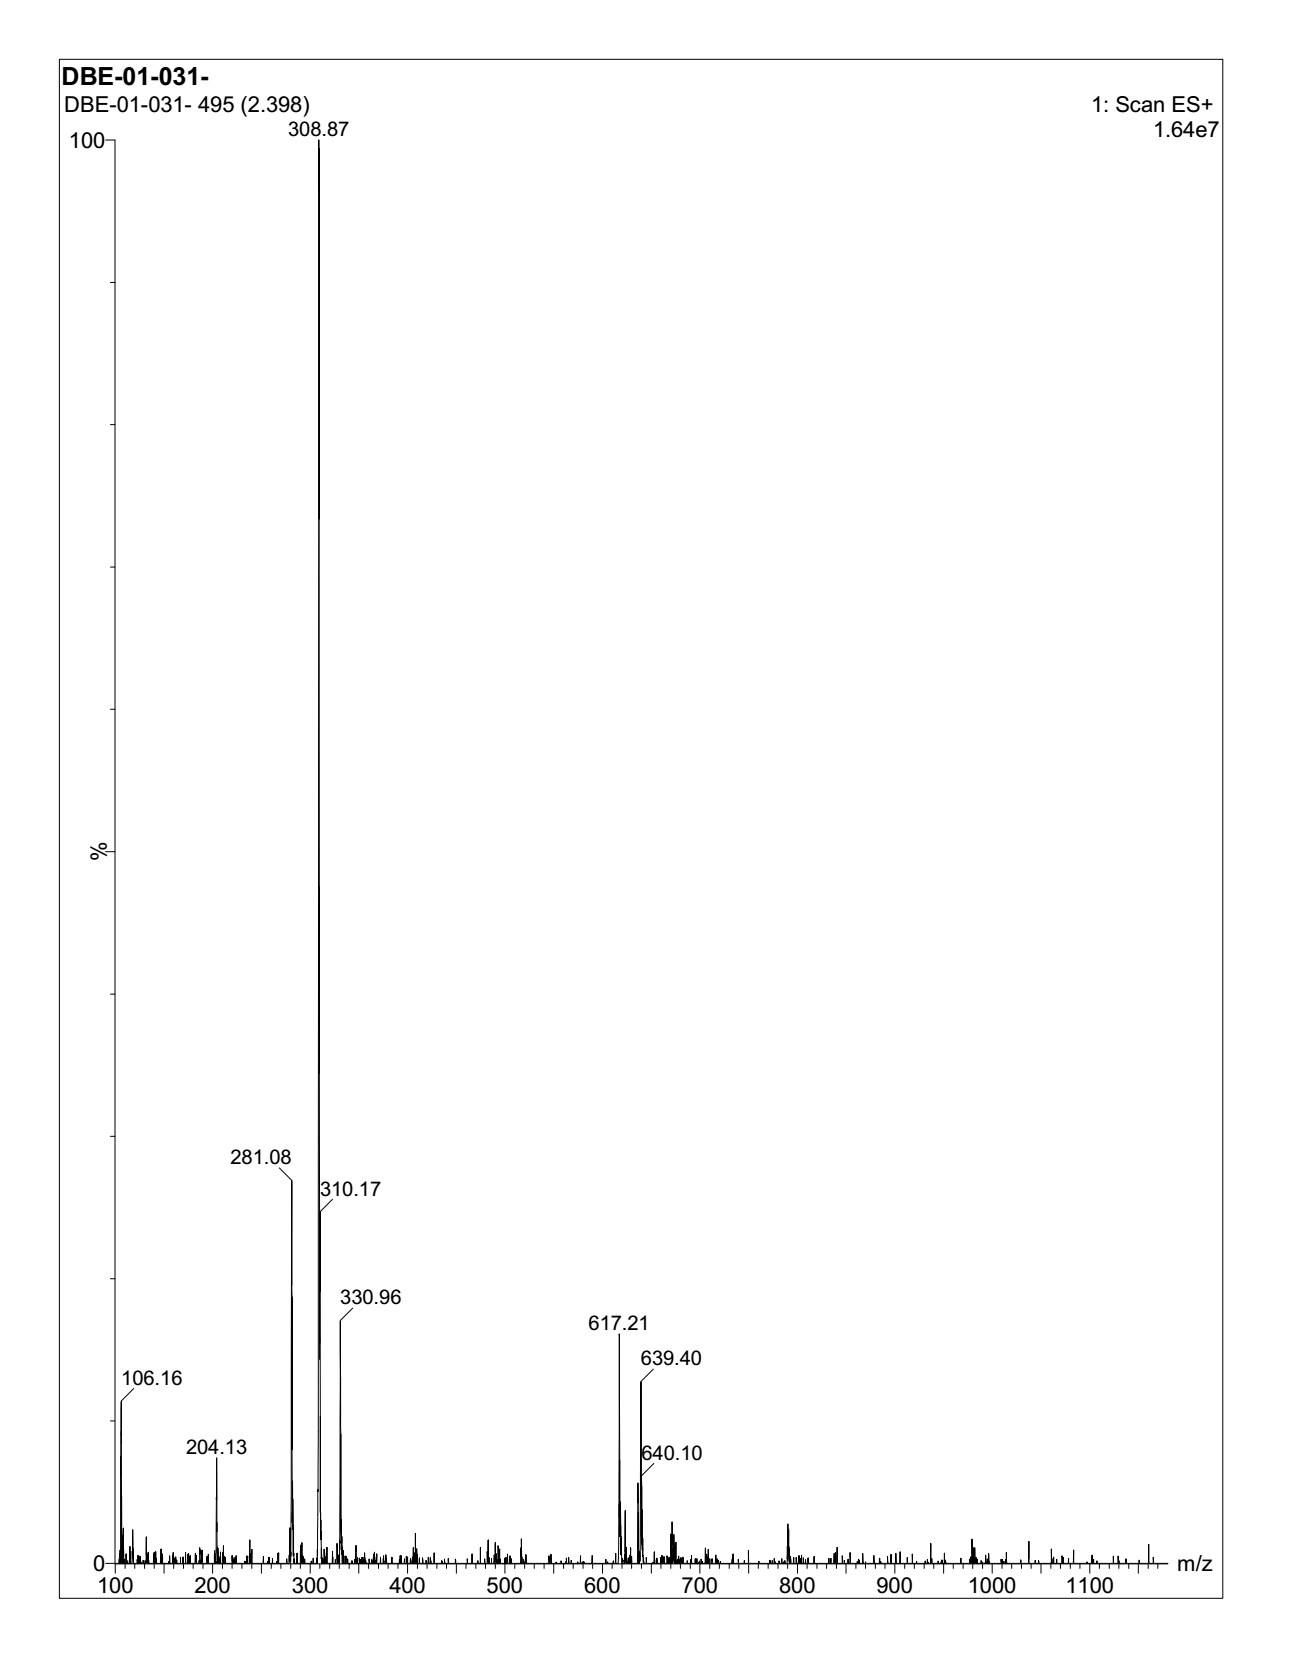 DBE-01-031-
DBE-01-031- 495 (2.398)
1: Scan ES+
1.64e7
308.87
100
%
281.08
310.17
330.96
617.21
639.40
106.16
204.13
640.10
0
m/z
100 200 300 400 500 600 700 800 900 1000 1100